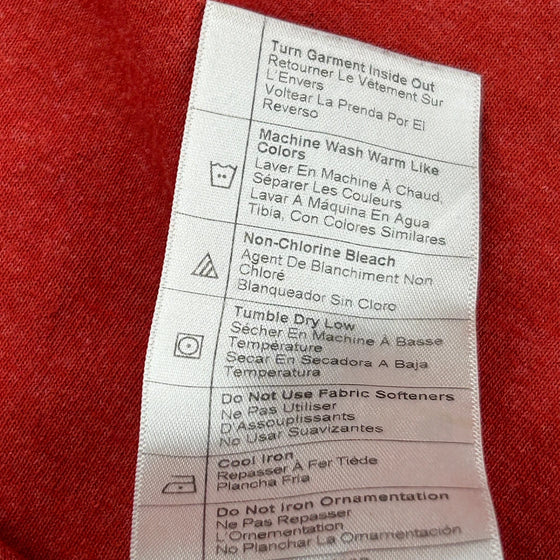 Turn Garment Inside Out
Retourner Le Vêtement Sur
L'Envers
Voltear La Prenda Por El
Reverso
Machine Wash Warm Like
Colors
Laver En Machine À Chaud,
Séparer Les Couleurs
Lavar A Máquina En Agua
Tibia, Con Colores Similares
Non-Chlorine Bleach
Agent De Blanchiment Non
Chloré
Blanqueador Sin Cloro
Tumble Dry Low
Sécher En Machine À Basse
Température
Secar En Secadora A Baja
Temperatura
Do Not Use Fabric Softeners
Ne Pas Utiliser
D'Assouplissants
No Usar Suavizantes
Cool Iron
Repasser À Fer Tiède
Plancha Fria
Do Not Iron Ornamentation
Ne Pas Repasser
L'Ornementation
No Planchar La